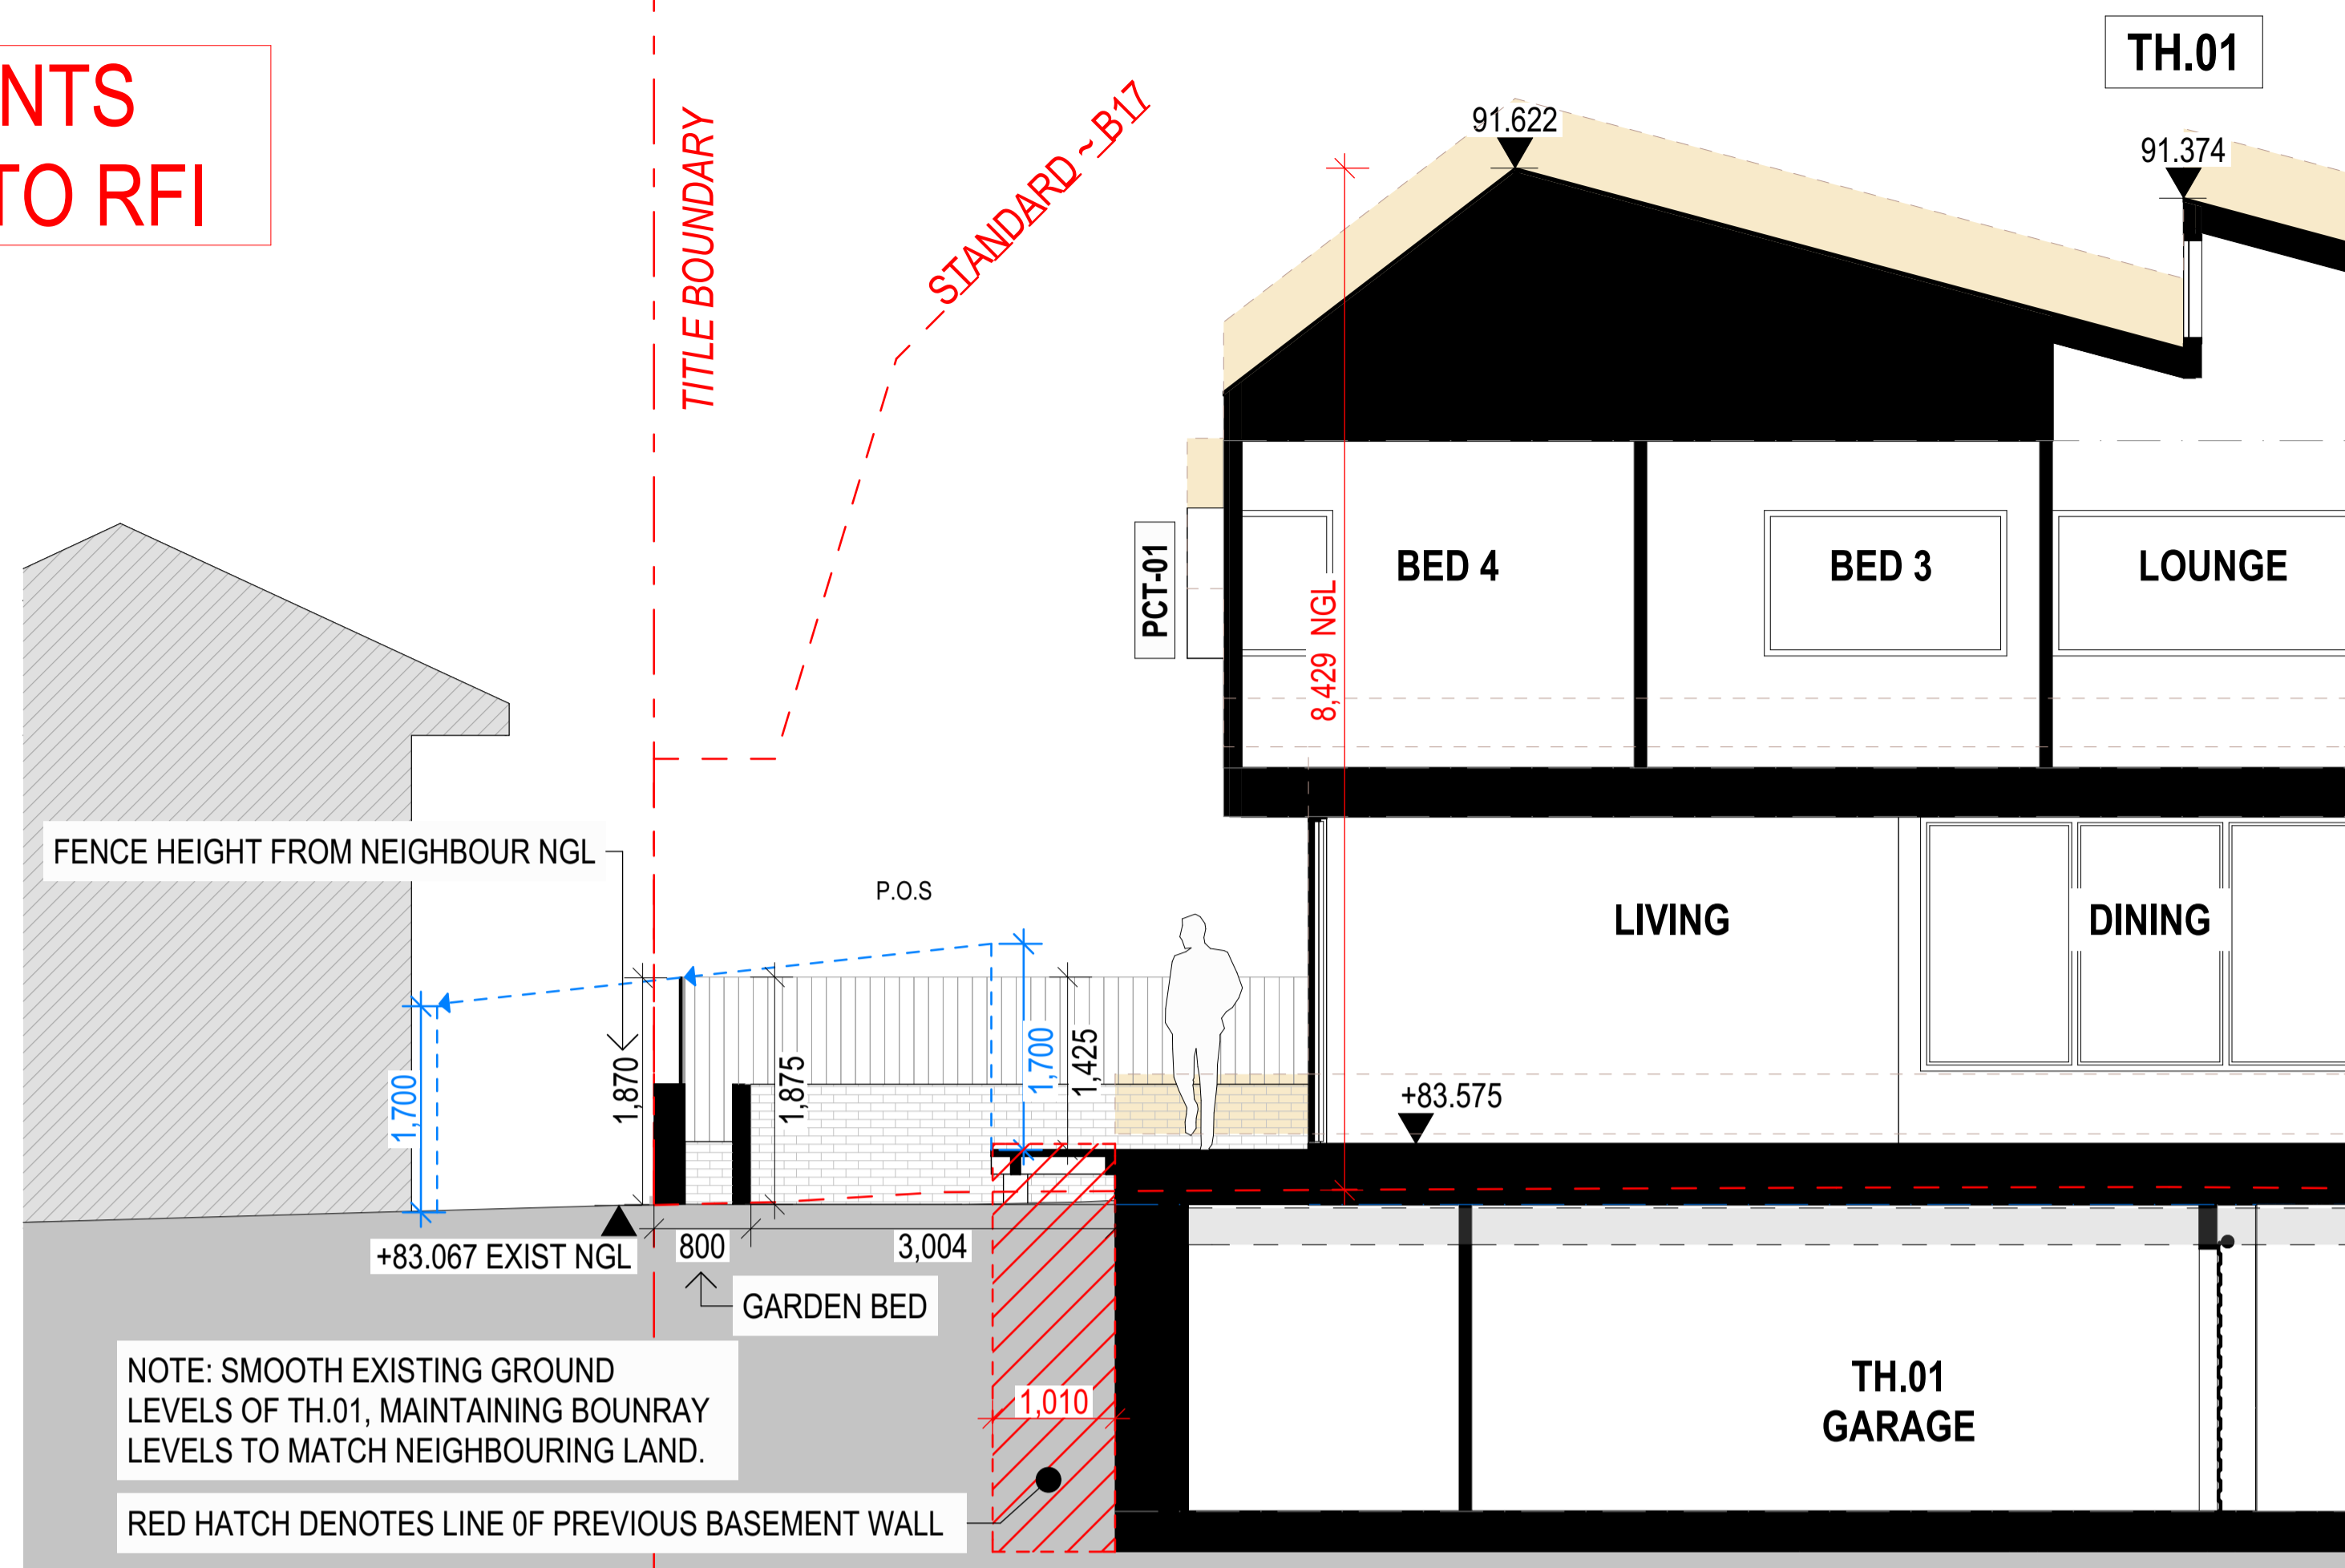 NTS
TO RFI
TITLE BOUNDARY
STANDARD ~ B17
TH.01
91.622
91.374
PCT-01
BED 4
BED 3
LOUNGE
8,429 NGL
FENCE HEIGHT FROM NEIGHBOUR NGL
P.O.S
LIVING
DINING
1,700
1,870
1,875
1,700
1,425
+83.575
+83.067 EXIST NGL
800
3,004
GARDEN BED
NOTE: SMOOTH EXISTING GROUND
LEVELS OF TH.01, MAINTAINING BOUNRAY
LEVELS TO MATCH NEIGHBOURING LAND.
1,010
TH.01
GARAGE
RED HATCH DENOTES LINE 0F PREVIOUS BASEMENT WALL